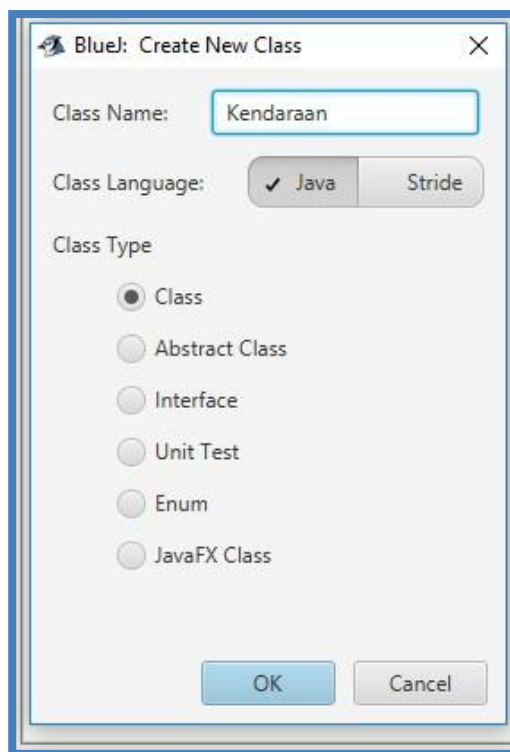 BlueJ: Create New Class
Class Name: Kendaraan
Class Language: ✓ Java Stride
Class Type
Class
Abstract Class
Interface
Unit Test
Enum
JavaFX Class
OK Cancel